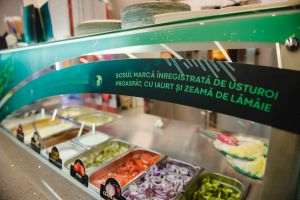 SOSUL MARCĂ ÎNREGISTRATĂ DE USTUROI
PROASPĂT, CU IAURT ȘI ZEAMĂ DE LĂMÂIE